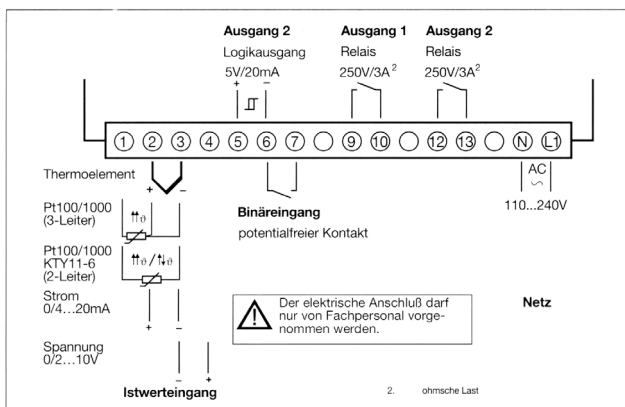 Ausgang 2
Logikausgang
5V/20mA
+ −
Ausgang 1
Relais
250V/3A²
Ausgang 2
Relais
250V/3A²
1 2 3 4 5 6 7 9 10 12 13 N L1
Thermoelement
+ −
Pt100/1000
(3-Leiter)
⇈ϑ
Pt100/1000
KTY11-6
(2-Leiter)
⇈ϑ/⇅ϑ
Strom
0/4...20mA
+ −
Spannung
0/2...10V
− +
Istwerteingang
Binäreingang
potentialfreier Kontakt
AC
∼
110...240V
Netz
Der elektrische Anschluß darf
nur von Fachpersonal vorge-
nommen werden.
2. ohmsche Last